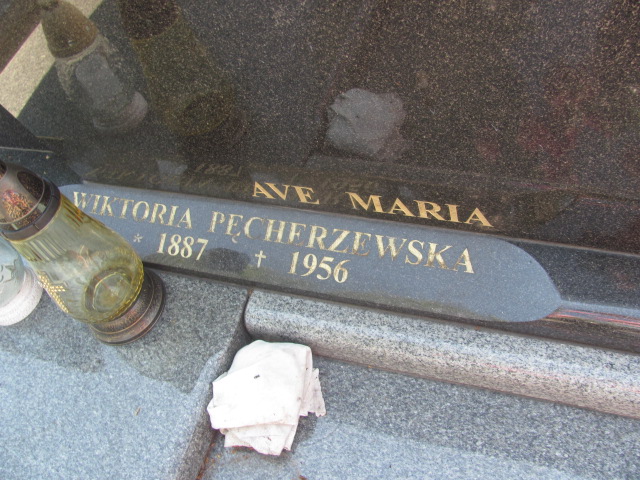 AVE MARIA
WIKTORIA PĘCHERZEWSKA
* 1887 † 1956